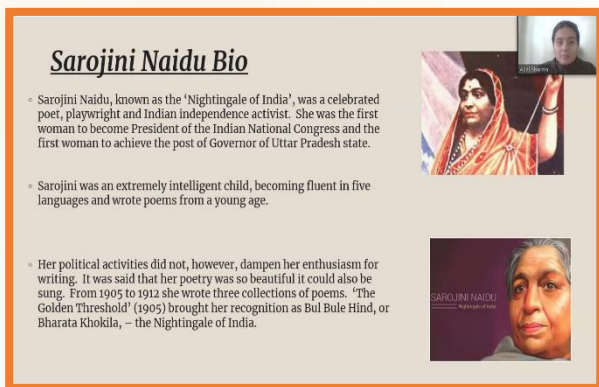 Sarojini Naidu Bio
Sarojini Naidu, known as the ‘Nightingale of India’, was a celebrated
poet, playwright and Indian independence activist. She was the first
woman to become President of the Indian National Congress and the
first woman to achieve the post of Governor of Uttar Pradesh state.
Sarojini was an extremely intelligent child, becoming fluent in five
languages and wrote poems from a young age.
Her political activities did not, however, dampen her enthusiasm for
writing. It was said that her poetry was so beautiful it could also be
sung. From 1905 to 1912 she wrote three collections of poems. ‘The
Golden Threshold’ (1905) brought her recognition as Bul Bule Hind, or
Bharata Khokila, – the Nightingale of India.
Sharma
SAROJINI NAIDU
Nightingale of India